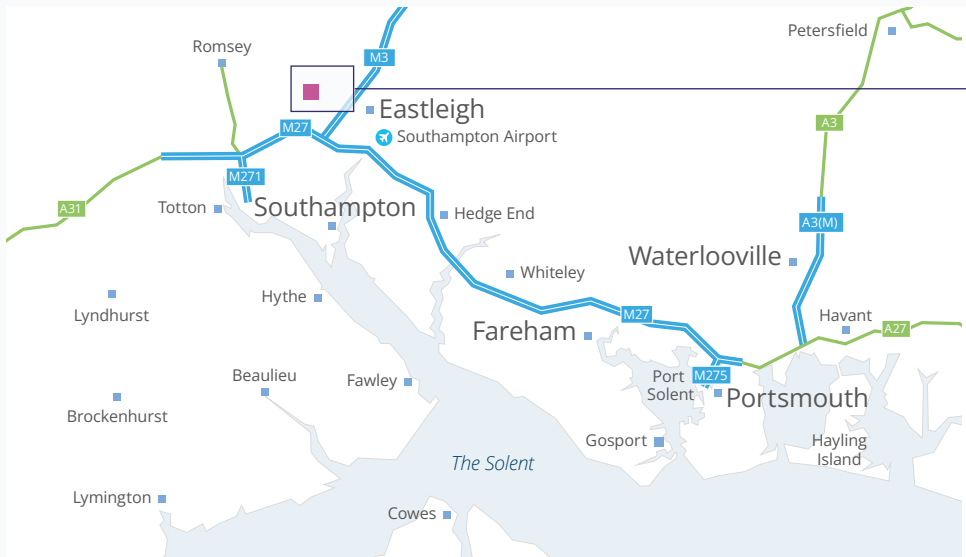 Petersfield
Romsey
M3
Eastleigh
A3
M27
Southampton Airport
M271
A31
Totton
Southampton
Hedge End
A3(M)
Waterlooville
Whiteley
Hythe
Lyndhurst
M27
Havant
Fareham
A27
Beaulieu
Fawley
Port
Solent
M275
Portsmouth
Brockenhurst
Gosport
Hayling
Island
The Solent
Lymington
Cowes